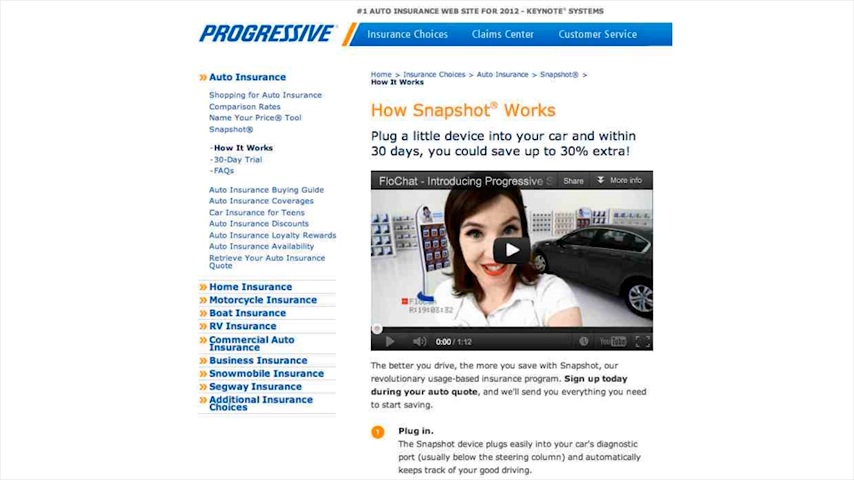 #1 AUTO INSURANCE WEB SITE FOR 2012 - KEYNOTE® SYSTEMS
PROGRESSIVE®
Insurance Choices
Claims Center
Customer Service
Auto Insurance
Shopping for Auto Insurance
Comparison Rates
Name Your Price® Tool
Snapshot®
-How It Works
-30-Day Trial
-FAQs
Auto Insurance Buying Guide
Auto Insurance Coverages
Car Insurance for Teens
Auto Insurance Discounts
Auto Insurance Loyalty Rewards
Auto Insurance Availability
Retrieve Your Auto Insurance
Quote
Home Insurance
Motorcycle Insurance
Boat Insurance
RV Insurance
Commercial Auto
Insurance
Business Insurance
Snowmobile Insurance
Segway Insurance
Additional Insurance
Choices
Home > Insurance Choices > Auto Insurance > Snapshot® >
How It Works
How Snapshot® Works
Plug a little device into your car and within
30 days, you could save up to 30% extra!
FloChat - Introducing Progressive S
Share
More info
0:00 / 1:12
YouTube
The better you drive, the more you save with Snapshot, our
revolutionary usage-based insurance program. Sign up today
during your auto quote, and we'll send you everything you need
to start saving.
1
Plug in.
The Snapshot device plugs easily into your car's diagnostic
port (usually below the steering column) and automatically
keeps track of your good driving.